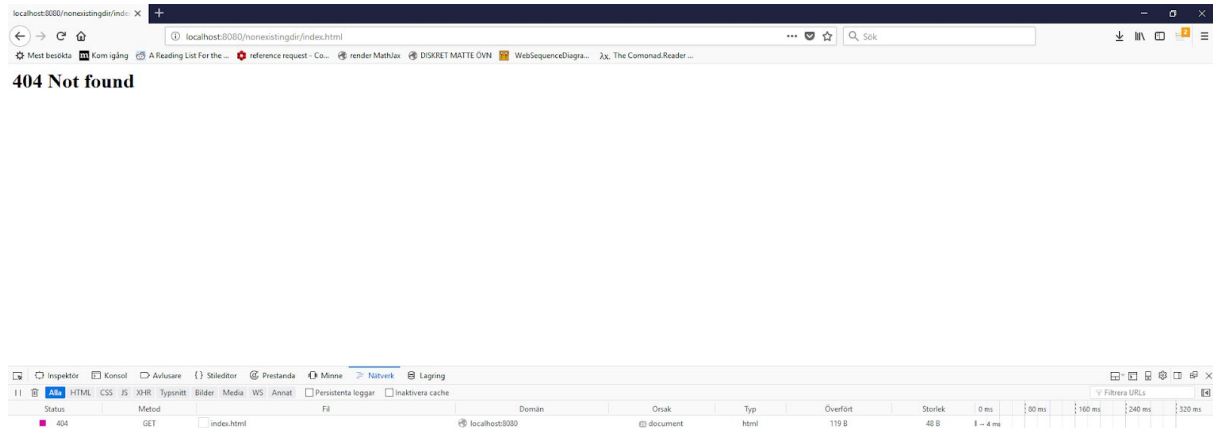 localhost:8080/nonexistingdir/inde
localhost:8080/nonexistingdir/index.html
Sök
2
Mest besökta Kom igång A Reading List For the ... reference request - Co... render MathJax DISKRET MATTE ÖVN WebSequenceDiagra... λx. The Comonad.Reader ...
404 Not found
Inspektör Konsol Avlusare {} Stileditor Prestanda Minne Nätverk Lagring
Alla HTML CSS JS XHR Typsnitt Bilder Media WS Annat Persistenta loggar Inaktivera cache Filtrera URLs
Status Metod Fil Domän Orsak Typ Överfört Storlek 0 ms 80 ms 160 ms 240 ms 320 ms
404 GET index.html localhost:8080 document html 119 B 48 B → 4 ms